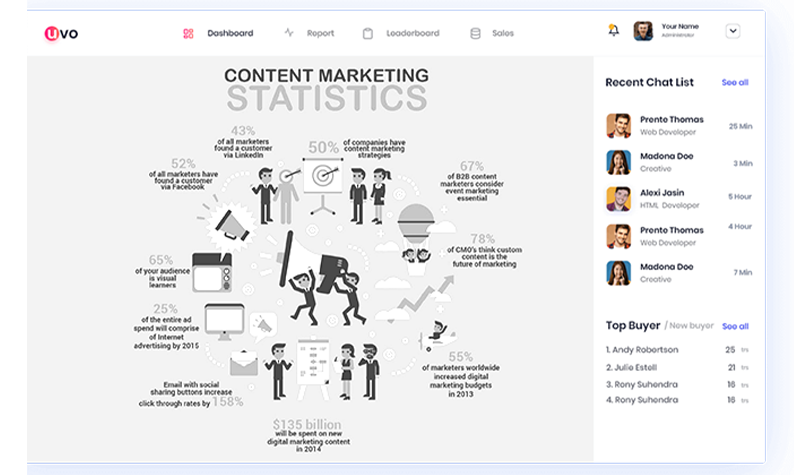 UVO
Dashboard
Report
Leaderboard
Sales
Your Name
Administrator
CONTENT MARKETING
STATISTICS
43%
of all marketers
found a customer
via LinkedIn
50% of companies have
content marketing
strategies
52%
of all marketers have
found a customer
via Facebook
67%
of B2B content
marketers consider
event marketing
essential
78%
of CMO's think custom
content is the
future of marketing
65%
of your audience
is visual
learners
25%
of the entire ad
spend will comprise
of Internet
advertising by 2015
55%
of marketers worldwide
increased digital
marketing budgets
in 2013
Email with social
sharing buttons increase
click through rates by 158%
$135 billion
will be spent on new
digital marketing content
in 2014
Recent Chat List See all
Prente Thomas
Web Developer
25 Min
Madona Doe
Creative
3 Min
Alexi Jasin
HTML Developer
5 Hour
Prente Thomas
Web Developer
4 Hour
Madona Doe
Creative
7 Min
Top Buyer / New buyer See all
1. Andy Robertson 25 trx
2. Julie Estell 21 trx
3. Rony Suhendra 16 trx
4. Rony Suhendra 16 trx